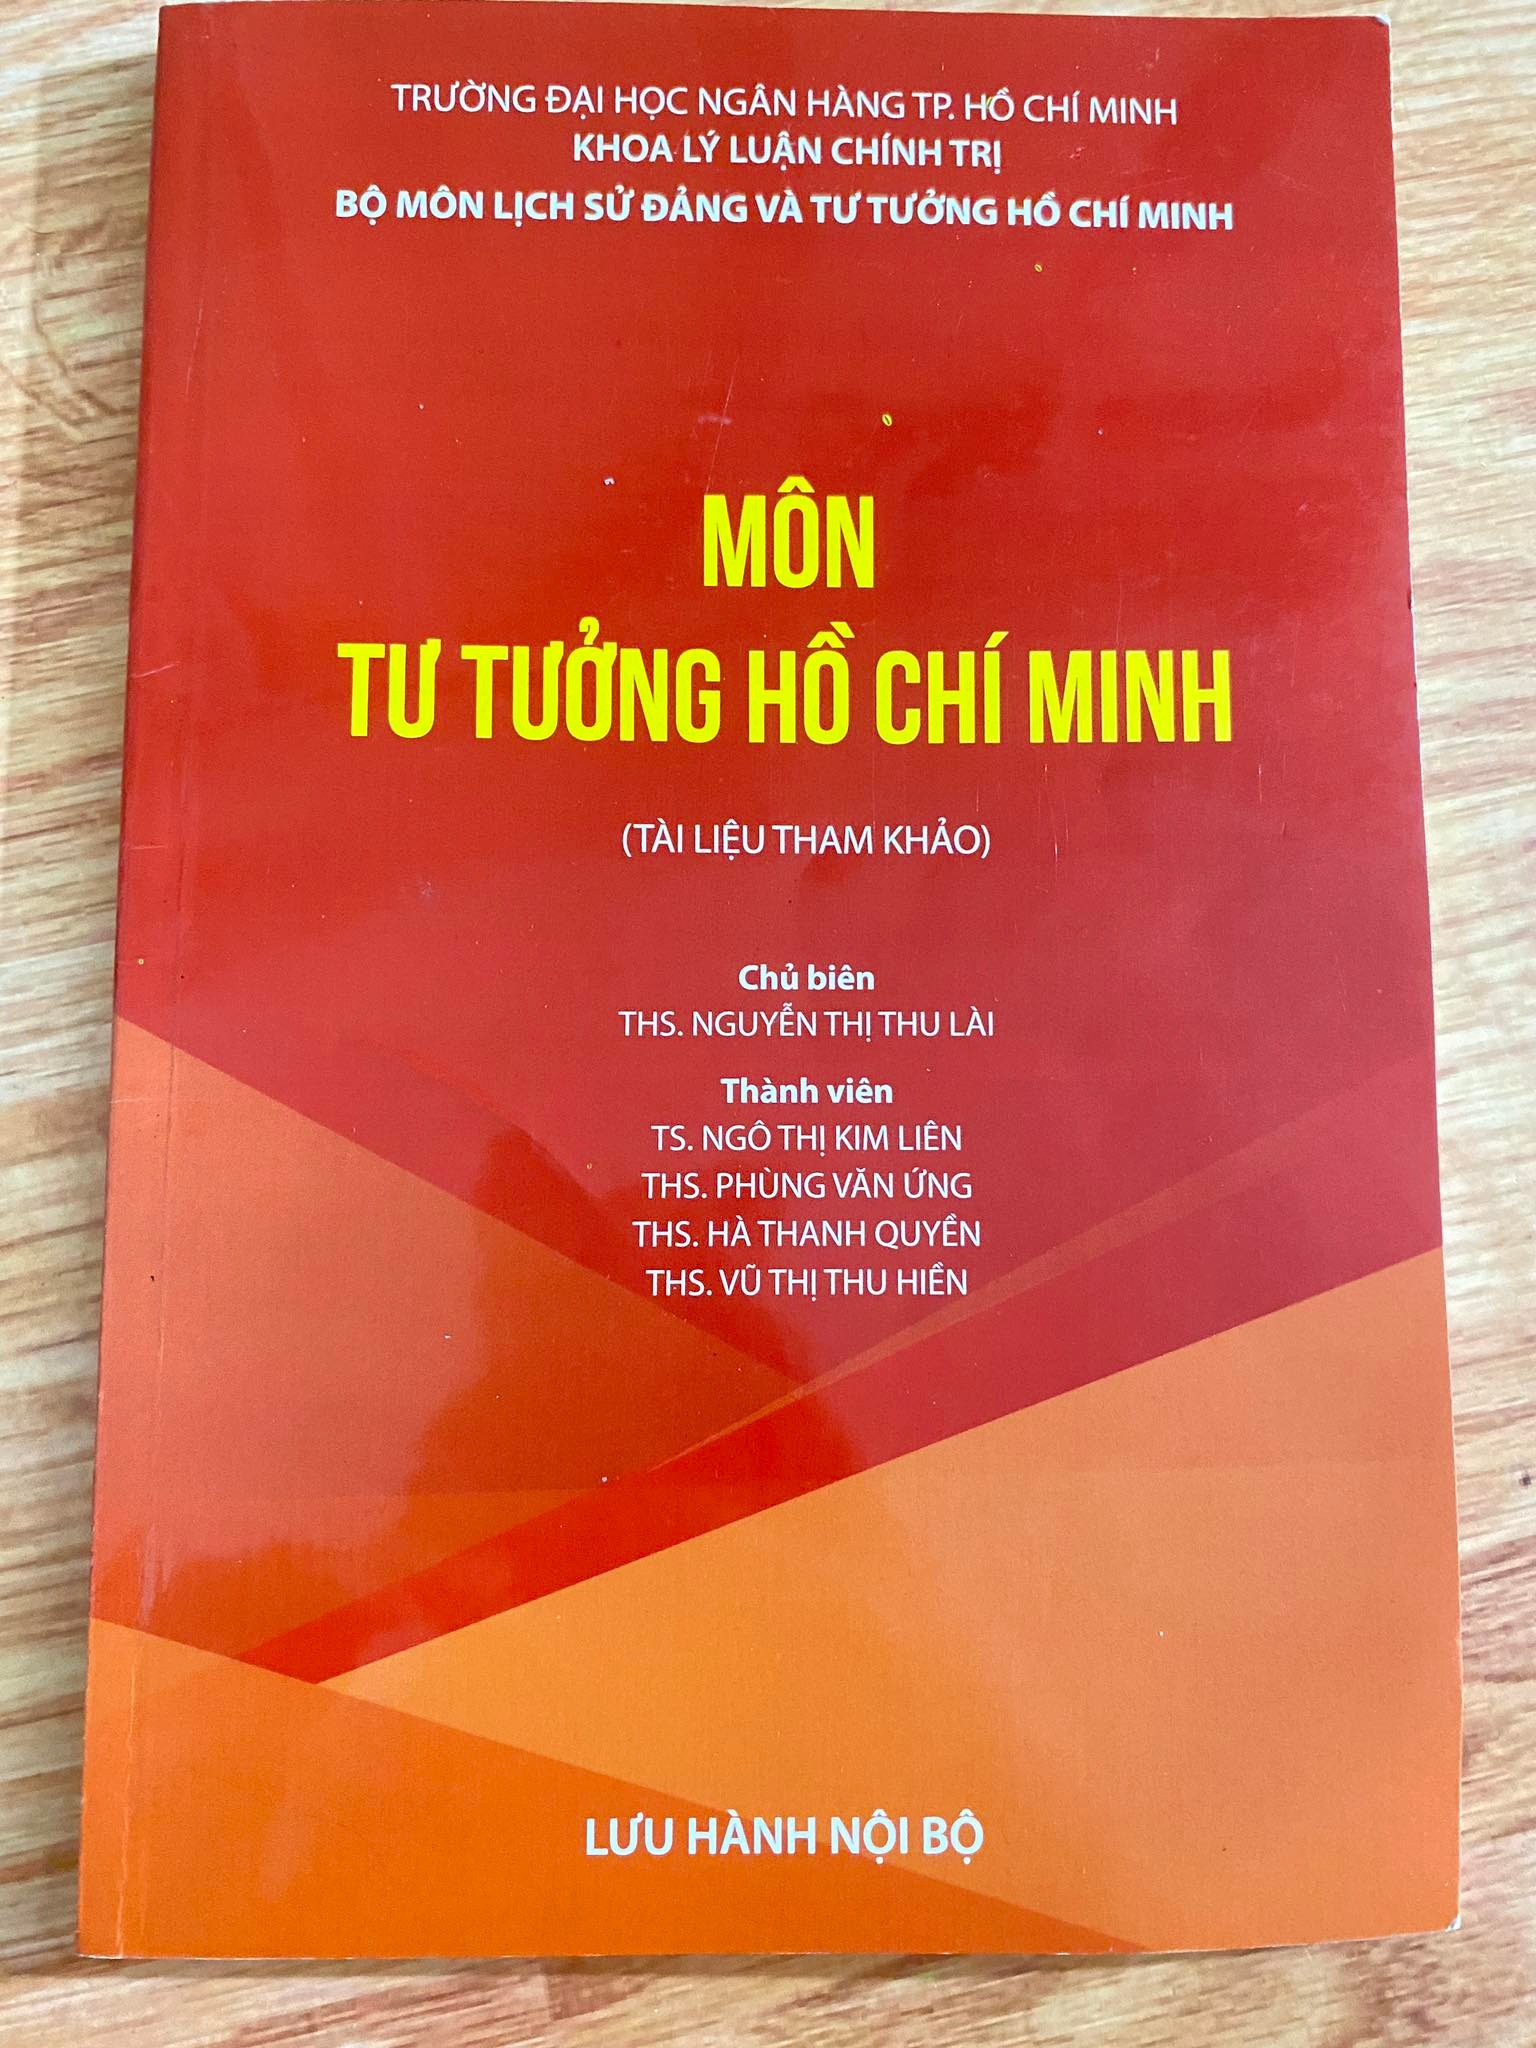 TRƯỜNG ĐẠI HỌC NGÂN HÀNG TP. HỒ CHÍ MINH
KHOA LÝ LUẬN CHÍNH TRỊ
BỘ MÔN LỊCH SỬ ĐẢNG VÀ TƯ TƯỞNG HỒ CHÍ MINH
MÔN
TƯ TƯỞNG HỒ CHÍ MINH
(TÀI LIỆU THAM KHẢO)
Chủ biên
THS. NGUYỄN THỊ THU LÀI
Thành viên
TS. NGÔ THỊ KIM LIÊN
THS. PHÙNG VĂN ỨNG
THS. HÀ THANH QUYỀN
THS. VŨ THỊ THU HIỀN
LƯU HÀNH NỘI BỘ